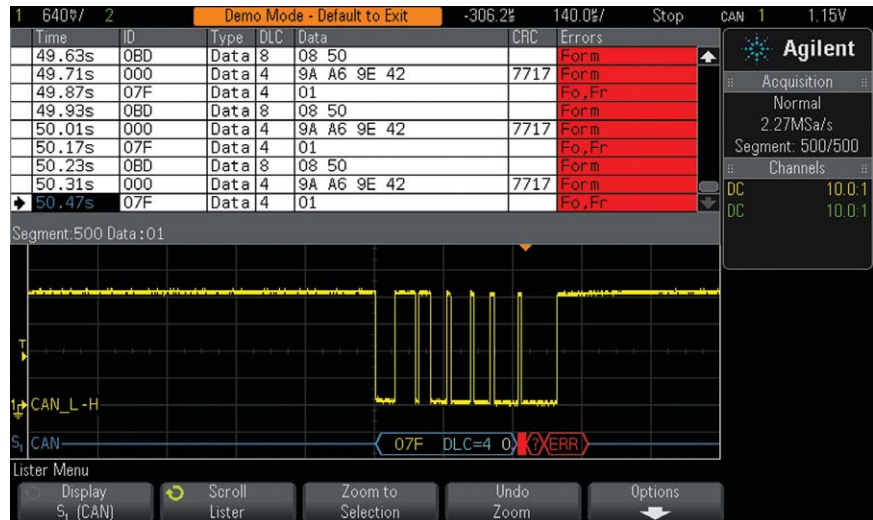 1 640▿/ 2 Demo Mode - Default to Exit -306.2▿ 140.0▿/ Stop CAN 1 1.15V
Time ID Type DLC Data CRC Errors
49.63s 0BD Data 8 08 50 Form
49.71s 000 Data 4 9A A6 9E 42 7717 Form
49.87s 07F Data 4 01 Fo,Fr
49.93s 0BD Data 8 08 50 Form
50.01s 000 Data 4 9A A6 9E 42 7717 Form
50.17s 07F Data 4 01 Fo,Fr
50.23s 0BD Data 8 08 50 Form
50.31s 000 Data 4 9A A6 9E 42 7717 Form
50.47s 07F Data 4 01 Fo,Fr
Segment:500 Data:01
Agilent
Acquisition
Normal
2.27MSa/s
Segment: 500/500
Channels
DC 10.0:1
DC 10.0:1
T
1 CAN_L-H
S1 CAN 07F DLC=4 0 ? ERR
Lister Menu
Display
S1 (CAN)
Scroll
Lister
Zoom to
Selection
Undo
Zoom
Options